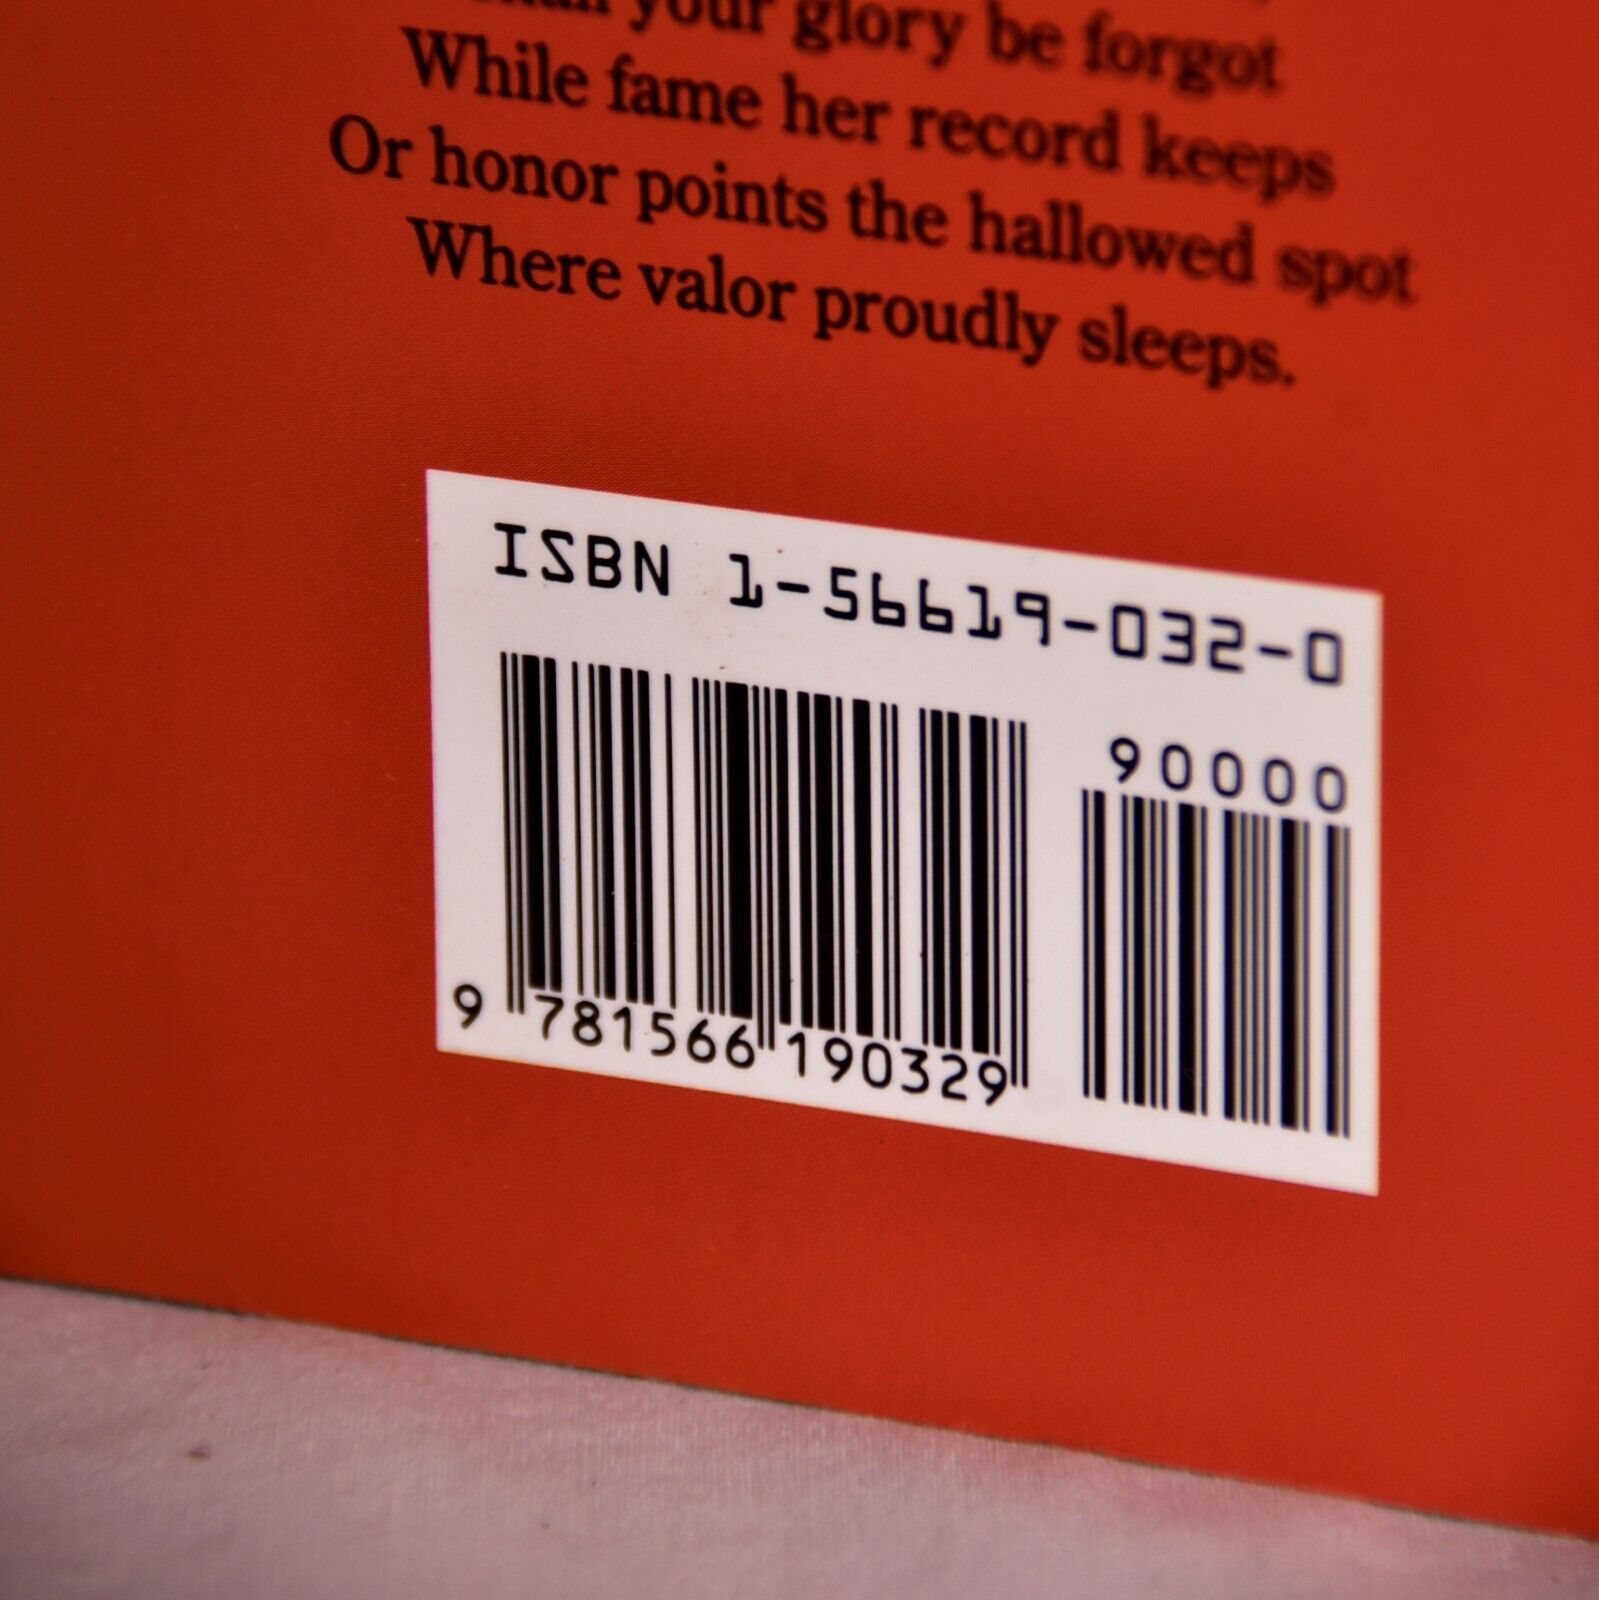 your glory be forgot
While fame her record keeps
Or honor points the hallowed spot
Where valor proudly sleeps.
ISBN 1-56619-032-0
90000
9 781566 190329